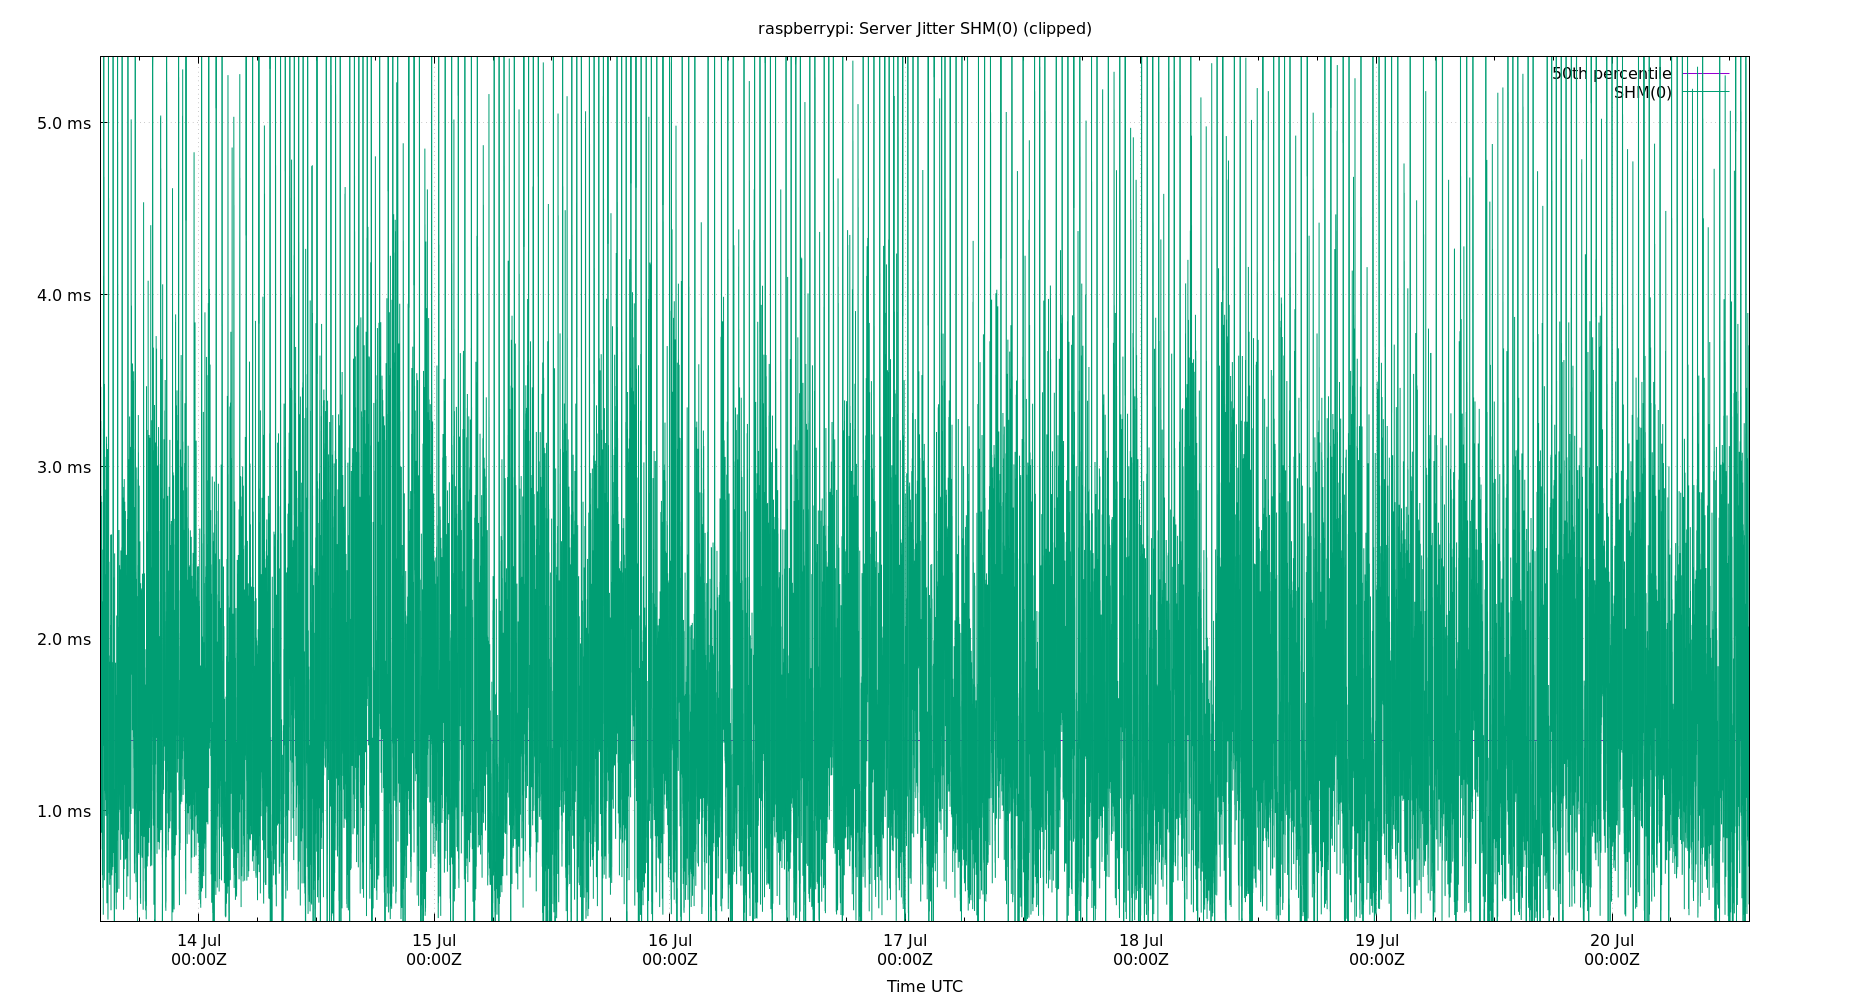 raspberrypi: Server Jitter SHM(0) (clipped)
50th percentile
SHM(0)
5.0 ms
4.0 ms
3.0 ms
2.0 ms
1.0 ms
14 Jul 15 Jul 16 Jul 17 Jul 18 Jul 19 Jul 20 Jul
00:00Z 00:00Z 00:00Z 00:00Z 00:00Z 00:00Z 00:00Z
Time UTC